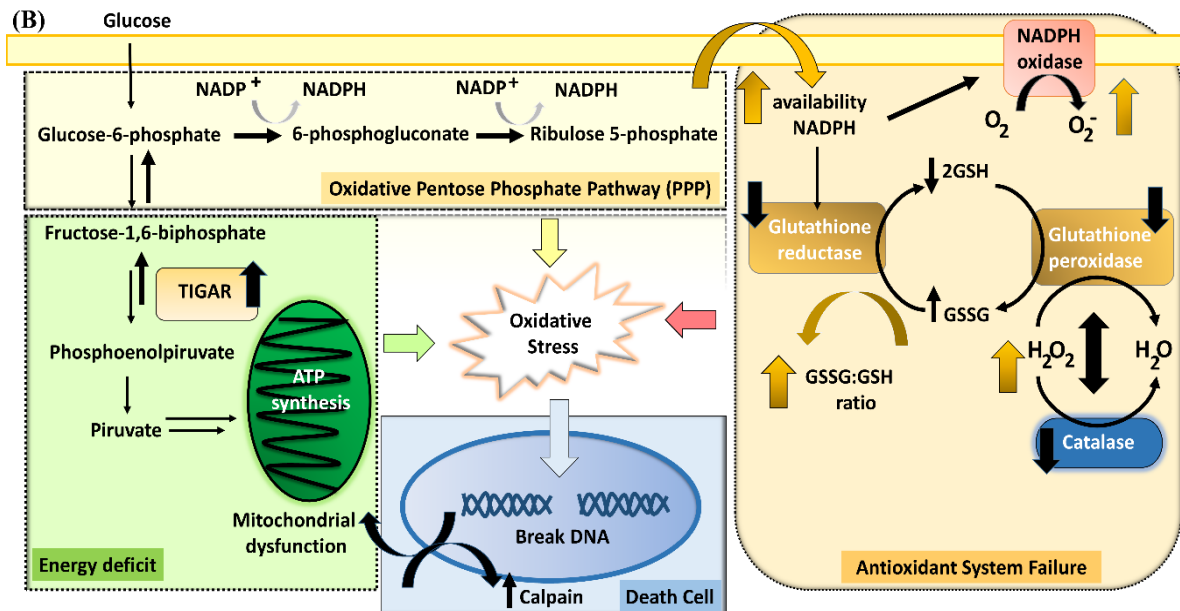 (B)
Glucose
NADP+
NADPH
NADP+
NADPH
Glucose-6-phosphate
6-phosphogluconate
Ribulose 5-phosphate
Oxidative Pentose Phosphate Pathway (PPP)
Fructose-1,6-biphosphate
TIGAR
Phosphoenolpiruvate
Piruvate
ATP
synthesis
Mitochondrial
dysfunction
Energy deficit
Oxidative
Stress
Break DNA
Calpain
Death Cell
NADPH
oxidase
availability
NADPH
O2
O2-
2GSH
Glutathione
reductase
Glutathione
peroxidase
GSSG
GSSG:GSH
ratio
H2O2
H2O
Catalase
Antioxidant System Failure